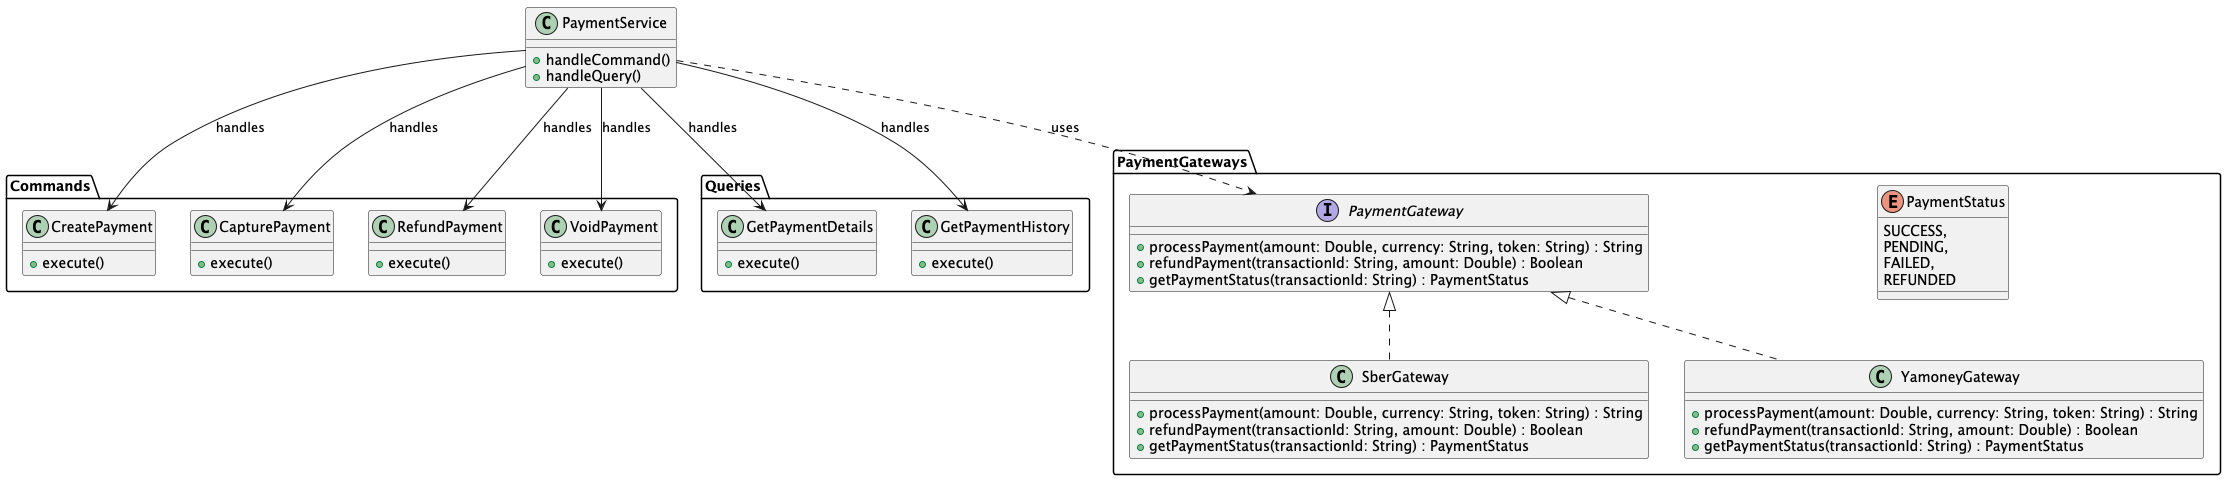 C PaymentService
handleCommand()
handleQuery()
handles
handles
handles
handles
handles
handles
uses
Commands
C CreatePayment
execute()
C CapturePayment
execute()
C RefundPayment
execute()
C VoidPayment
execute()
Queries
C GetPaymentDetails
execute()
C GetPaymentHistory
execute()
PaymentGateways
I PaymentGateway
processPayment(amount: Double, currency: String, token: String) : String
refundPayment(transactionId: String, amount: Double) : Boolean
getPaymentStatus(transactionId: String) : PaymentStatus
E PaymentStatus
SUCCESS,
PENDING,
FAILED,
REFUNDED
C SberGateway
processPayment(amount: Double, currency: String, token: String) : String
refundPayment(transactionId: String, amount: Double) : Boolean
getPaymentStatus(transactionId: String) : PaymentStatus
C YamoneyGateway
processPayment(amount: Double, currency: String, token: String) : String
refundPayment(transactionId: String, amount: Double) : Boolean
getPaymentStatus(transactionId: String) : PaymentStatus